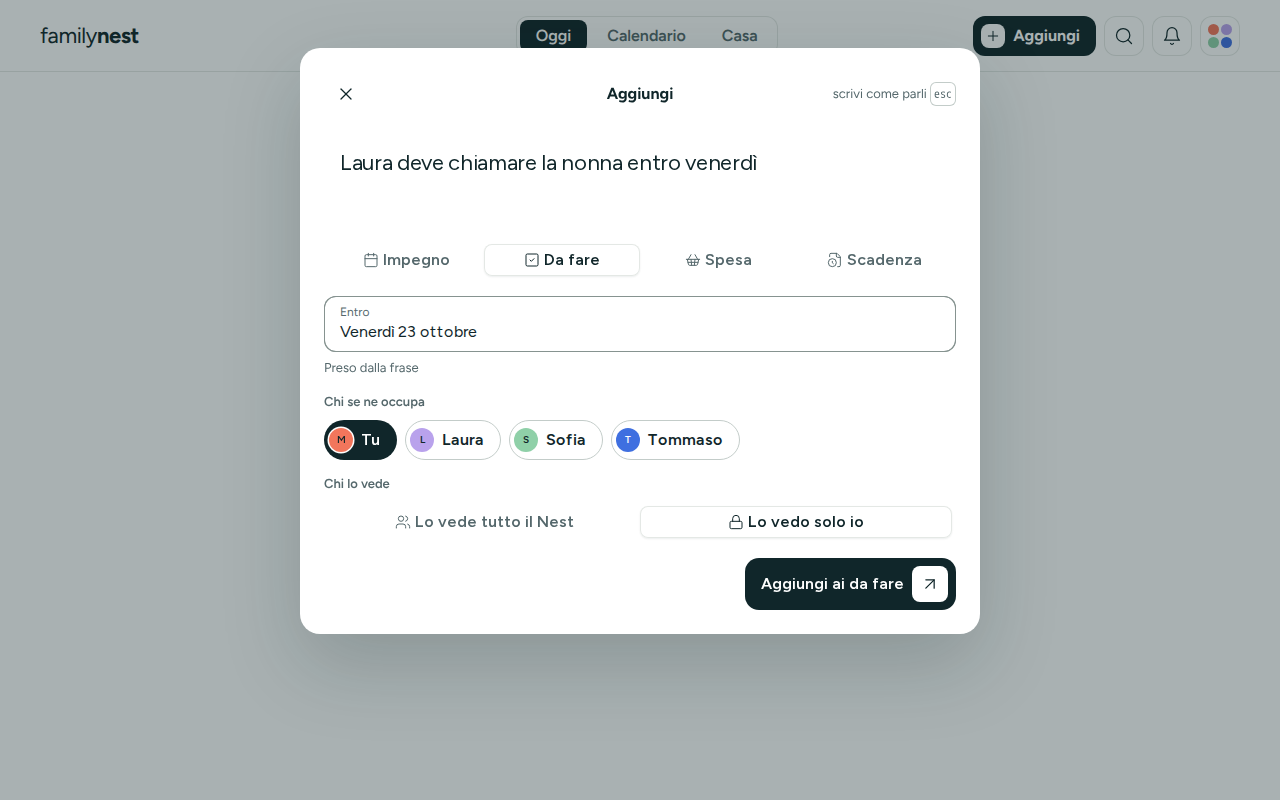 familynest
Oggi
Calendario
Casa
Aggiungi
Aggiungi
scrivi come parli esc
Laura deve chiamare la nonna entro venerdì
Impegno
Da fare
Spesa
Scadenza
Entro
Venerdì 23 ottobre
Preso dalla frase
Chi se ne occupa
M Tu
L Laura
S Sofia
T Tommaso
Chi lo vede
Lo vede tutto il Nest
Lo vedo solo io
Aggiungi ai da fare